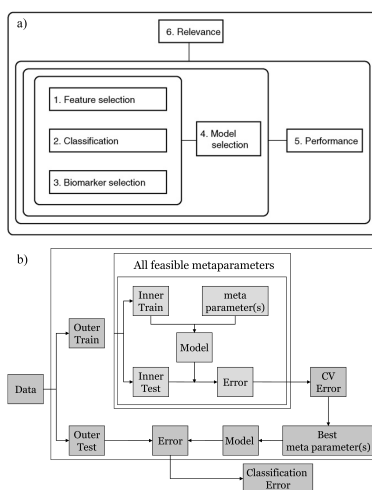 a)
6. Relevance
1. Feature selection
2. Classification
3. Biomarker selection
4. Model
selection
5. Performance
b)
All feasible metaparameters
Inner
Train
meta
parameter(s)
Outer
Train
Model
Inner
Test
Error
CV
Error
Data
Outer
Test
Error
Model
Best
meta parameter(s)
Classification
Error